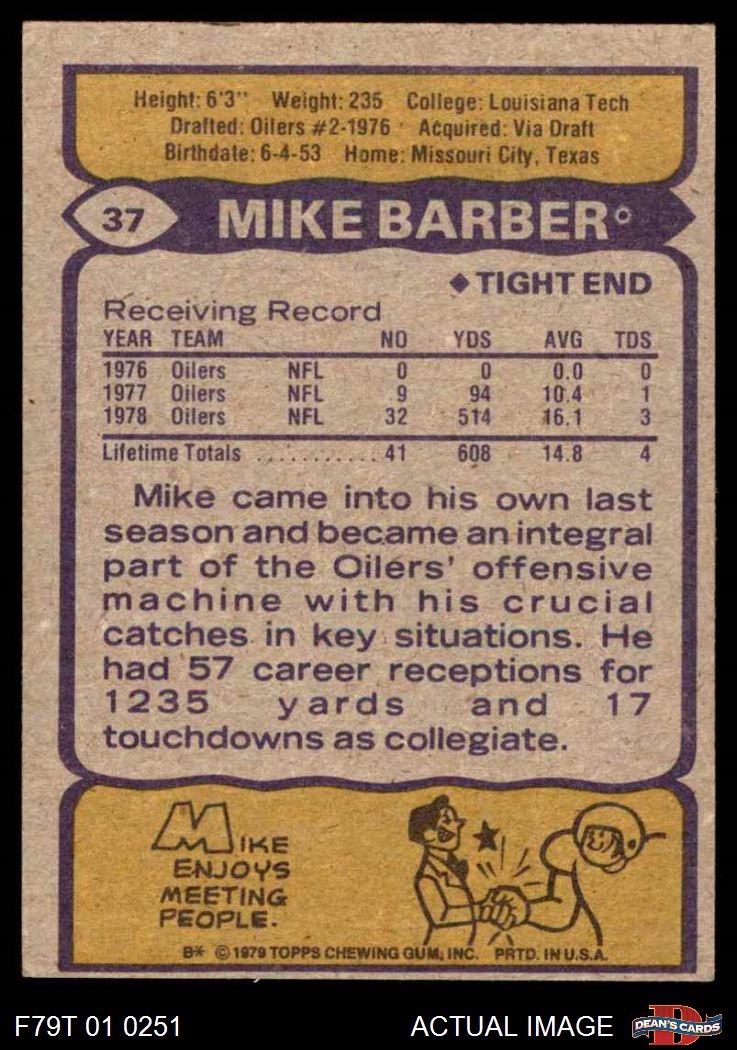 Height: 6'3" Weight: 235 College: Louisiana Tech
Drafted: Oilers #2-1976 Acquired: Via Draft
Birthdate: 6-4-53 Home: Missouri City, Texas
37 MIKE BARBER°
◆ TIGHT END
Receiving Record
YEAR TEAM NO YDS AVG TDS
1976 Oilers NFL 0 0 0.0 0
1977 Oilers NFL 9 94 10.4 1
1978 Oilers NFL 32 514 16.1 3
Lifetime Totals ........... 41 608 14.8 4
Mike came into his own last
season and became an integral
part of the Oilers' offensive
machine with his crucial
catches in key situations. He
had 57 career receptions for
1235 yards and 17
touchdowns as collegiate.
MIKE
ENJOYS
MEETING
PEOPLE.
B* © 1979 TOPPS CHEWING GUM, INC. PRTD. IN U.S.A.
F79T 01 0251 ACTUAL IMAGE D DEAN'S CARDS